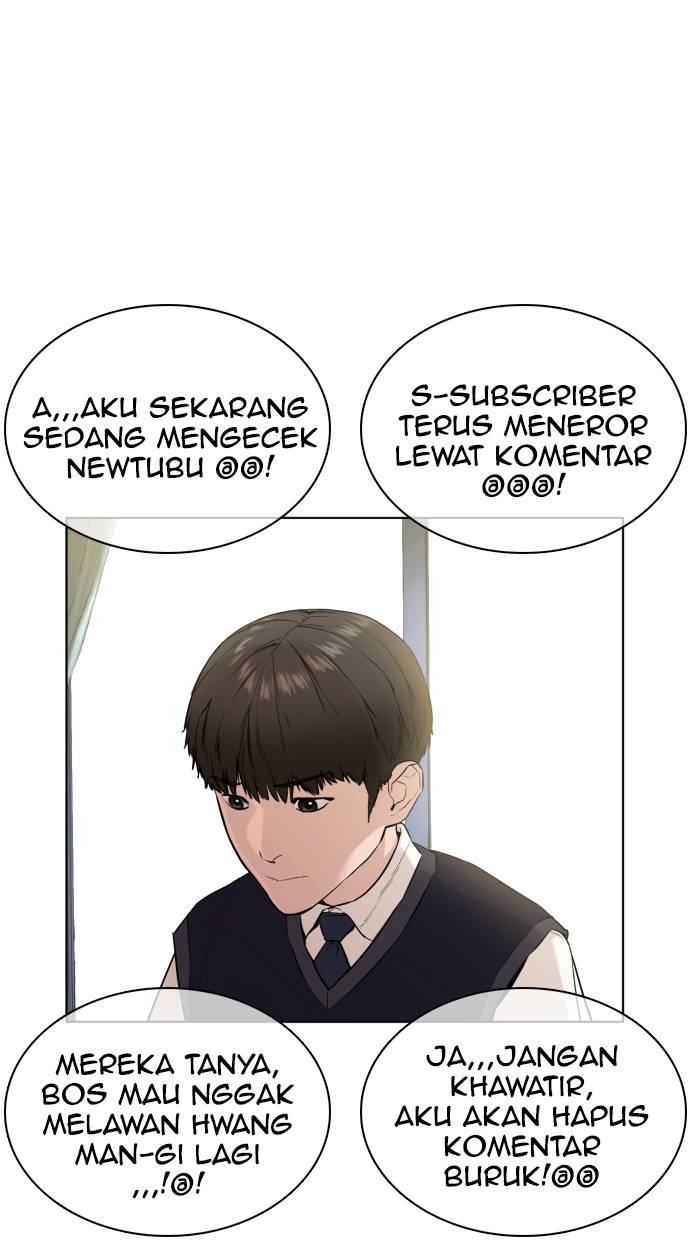 A,,,AKU SEKARANG
SEDANG MENGECEK
NEWTUBU @@!
S-SUBSCRIBER
TERUS MENEROR
LEWAT KOMENTAR
@@@!
MEREKA TANYA,
BOS MAU NGGAK
MELAWAN HWANG
MAN-GI LAGI
,,,!@!
JA,,,JANGAN
KHAWATIR,
AKU AKAN HAPUS
KOMENTAR
BURUK!@@